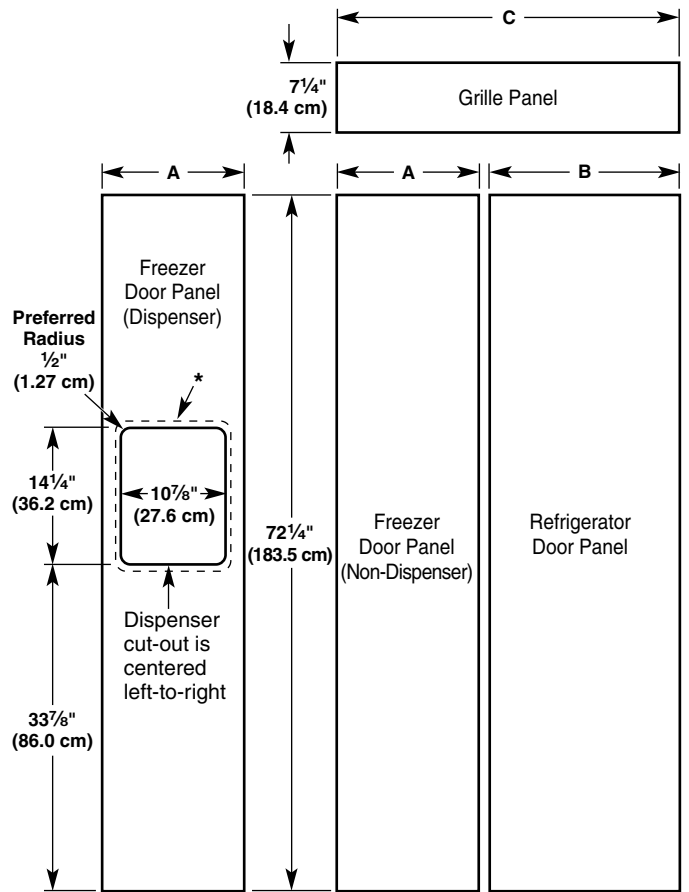 C
7¼"
(18.4 cm)
Grille Panel
A
A
B
Freezer
Door Panel
(Dispenser)
Preferred
Radius
½"
(1.27 cm)
*
14¼"
(36.2 cm)
10⅞"
(27.6 cm)
72¼"
(183.5 cm)
Freezer
Door Panel
(Non-Dispenser)
Refrigerator
Door Panel
Dispenser
cut-out is
centered
left-to-right
33⅞"
(86.0 cm)